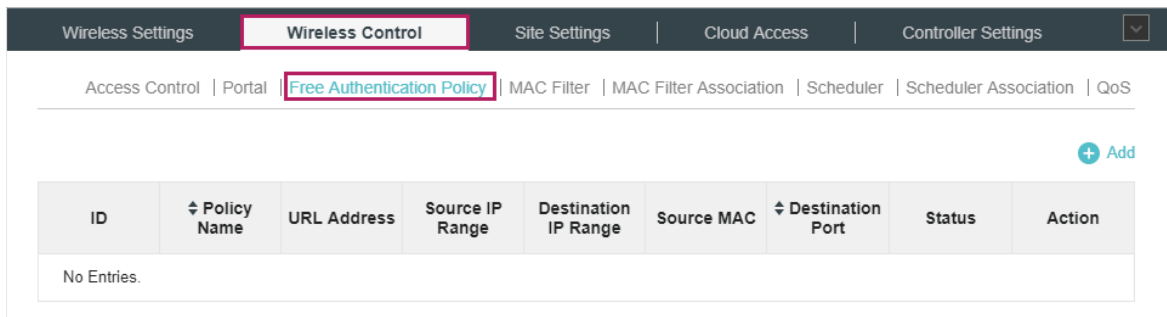 Wireless Settings Wireless Control Site Settings | Cloud Access | Controller Settings
Access Control | Portal | Free Authentication Policy | MAC Filter | MAC Filter Association | Scheduler | Scheduler Association | QoS
Add
ID Policy Name URL Address Source IP Range Destination IP Range Source MAC Destination Port Status Action
No Entries.